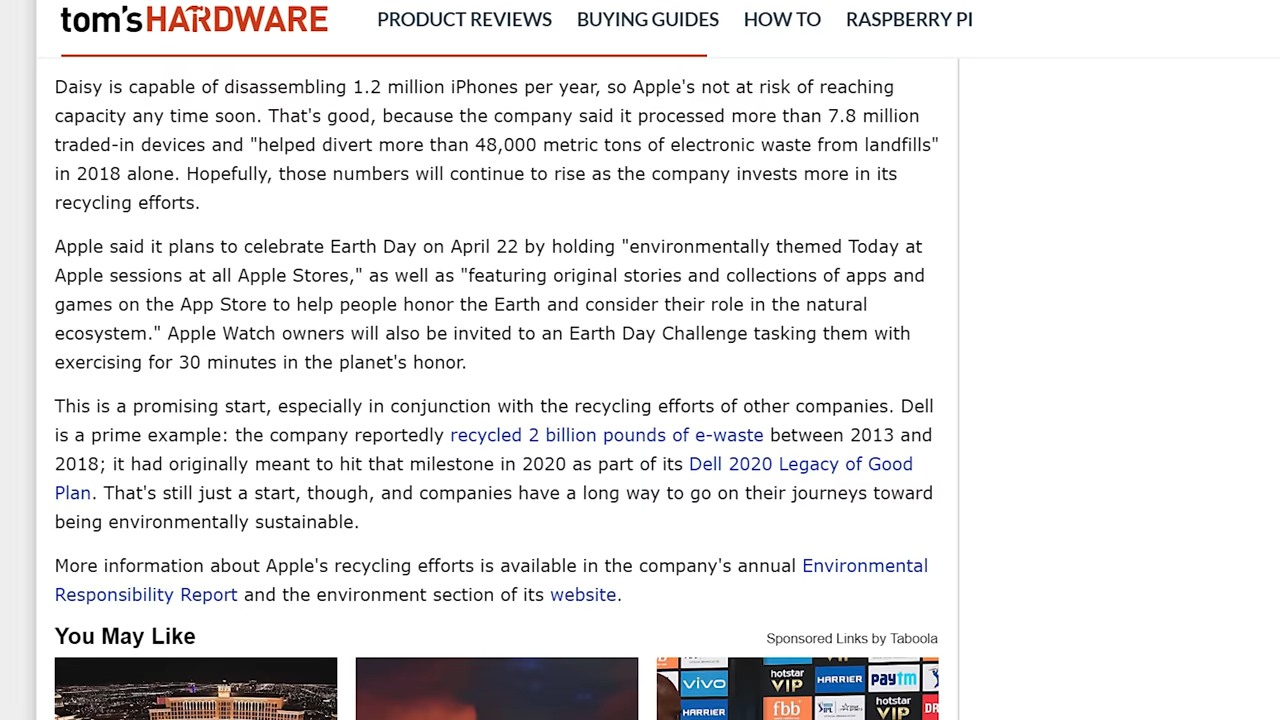 tom's HARDWARE PRODUCT REVIEWS BUYING GUIDES HOW TO RASPBERRY PI
Daisy is capable of disassembling 1.2 million iPhones per year, so Apple's not at risk of reaching
capacity any time soon. That's good, because the company said it processed more than 7.8 million
traded-in devices and "helped divert more than 48,000 metric tons of electronic waste from landfills"
in 2018 alone. Hopefully, those numbers will continue to rise as the company invests more in its
recycling efforts.
Apple said it plans to celebrate Earth Day on April 22 by holding "environmentally themed Today at
Apple sessions at all Apple Stores," as well as "featuring original stories and collections of apps and
games on the App Store to help people honor the Earth and consider their role in the natural
ecosystem." Apple Watch owners will also be invited to an Earth Day Challenge tasking them with
exercising for 30 minutes in the planet's honor.
This is a promising start, especially in conjunction with the recycling efforts of other companies. Dell
is a prime example: the company reportedly recycled 2 billion pounds of e-waste between 2013 and
2018; it had originally meant to hit that milestone in 2020 as part of its Dell 2020 Legacy of Good
Plan. That's still just a start, though, and companies have a long way to go on their journeys toward
being environmentally sustainable.
More information about Apple's recycling efforts is available in the company's annual Environmental
Responsibility Report and the environment section of its website.
You May Like Sponsored Links by Taboola
hotstar
VIP
vivo
HARRIER
paytm
fbb
hotstar
VIP
HARRIER